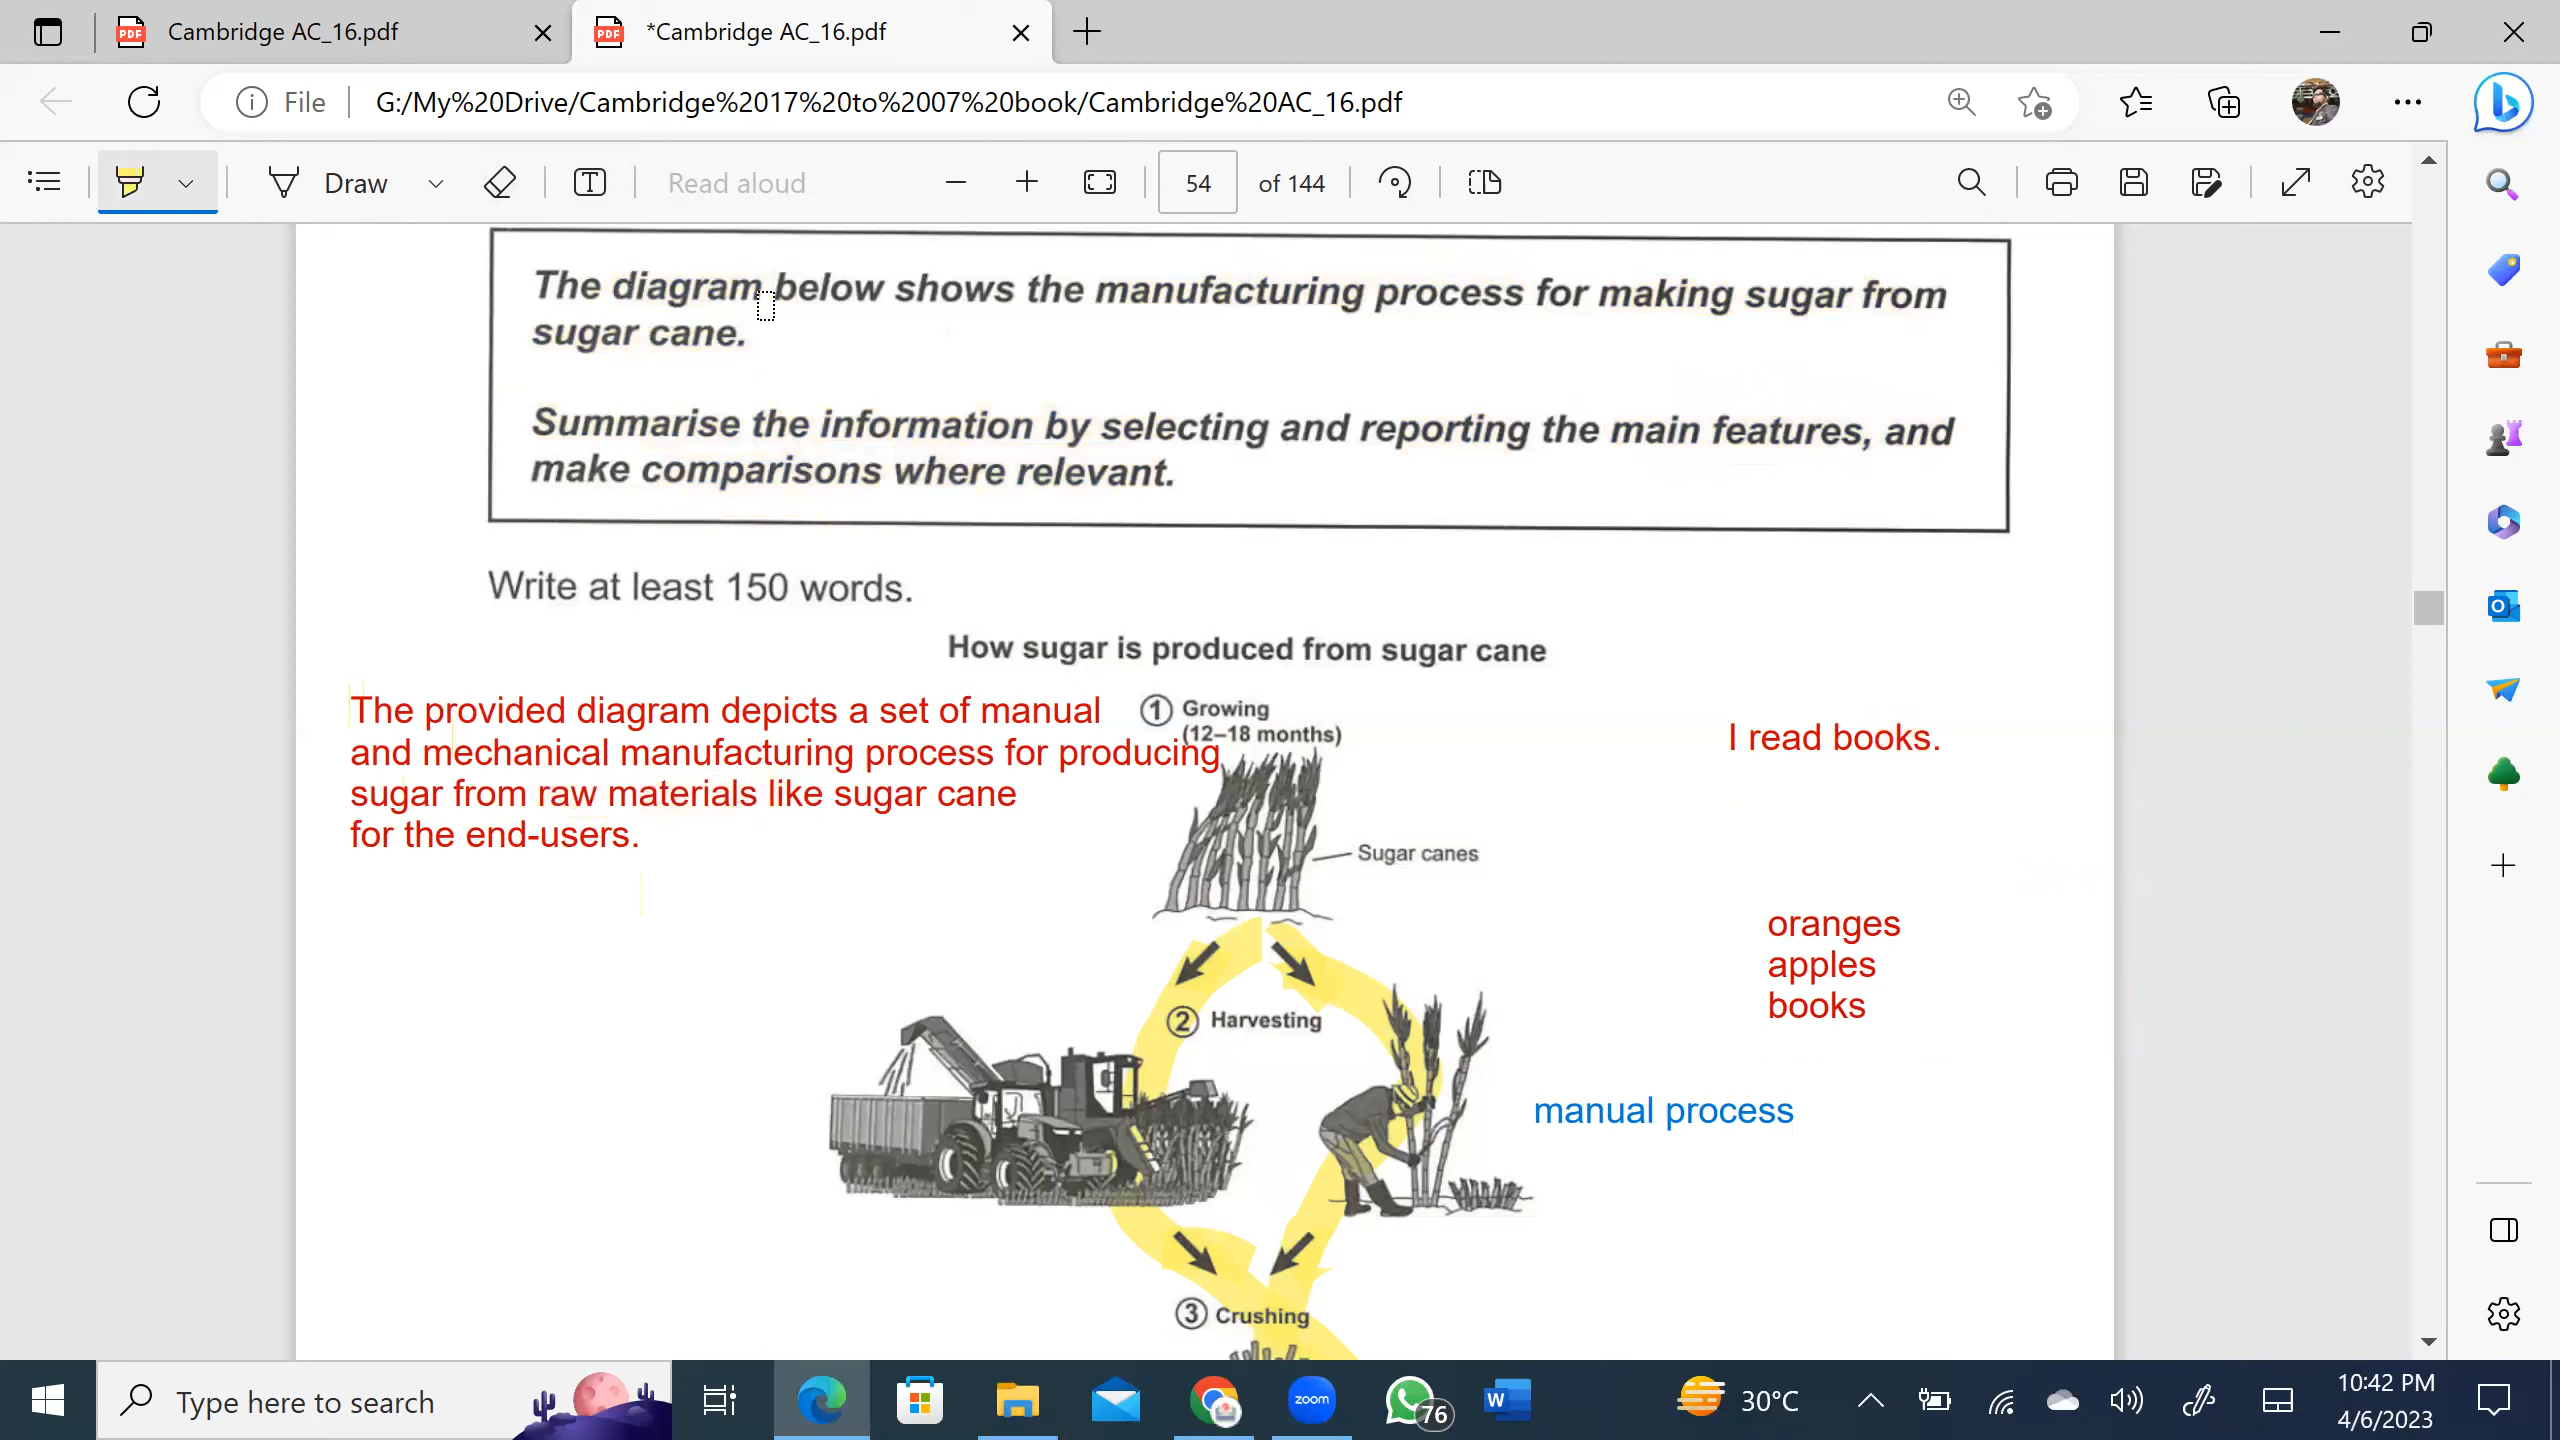 Cambridge AC_16.pdf
*Cambridge AC_16.pdf
File
G:/My%20Drive/Cambridge%2017%20to%2007%20book/Cambridge%20AC_16.pdf
Draw
Read aloud
54
of 144
The diagram below shows the manufacturing process for making sugar from
sugar cane.
Summarise the information by selecting and reporting the main features, and
make comparisons where relevant.
Write at least 150 words.
How sugar is produced from sugar cane
The provided diagram depicts a set of manual
and mechanical manufacturing process for producing
sugar from raw materials like sugar cane
for the end-users.
1 Growing
(12–18 months)
I read books.
Sugar canes
oranges
apples
books
2 Harvesting
manual process
3 Crushing
Type here to search
zoom
76
30°C
10:42 PM
4/6/2023